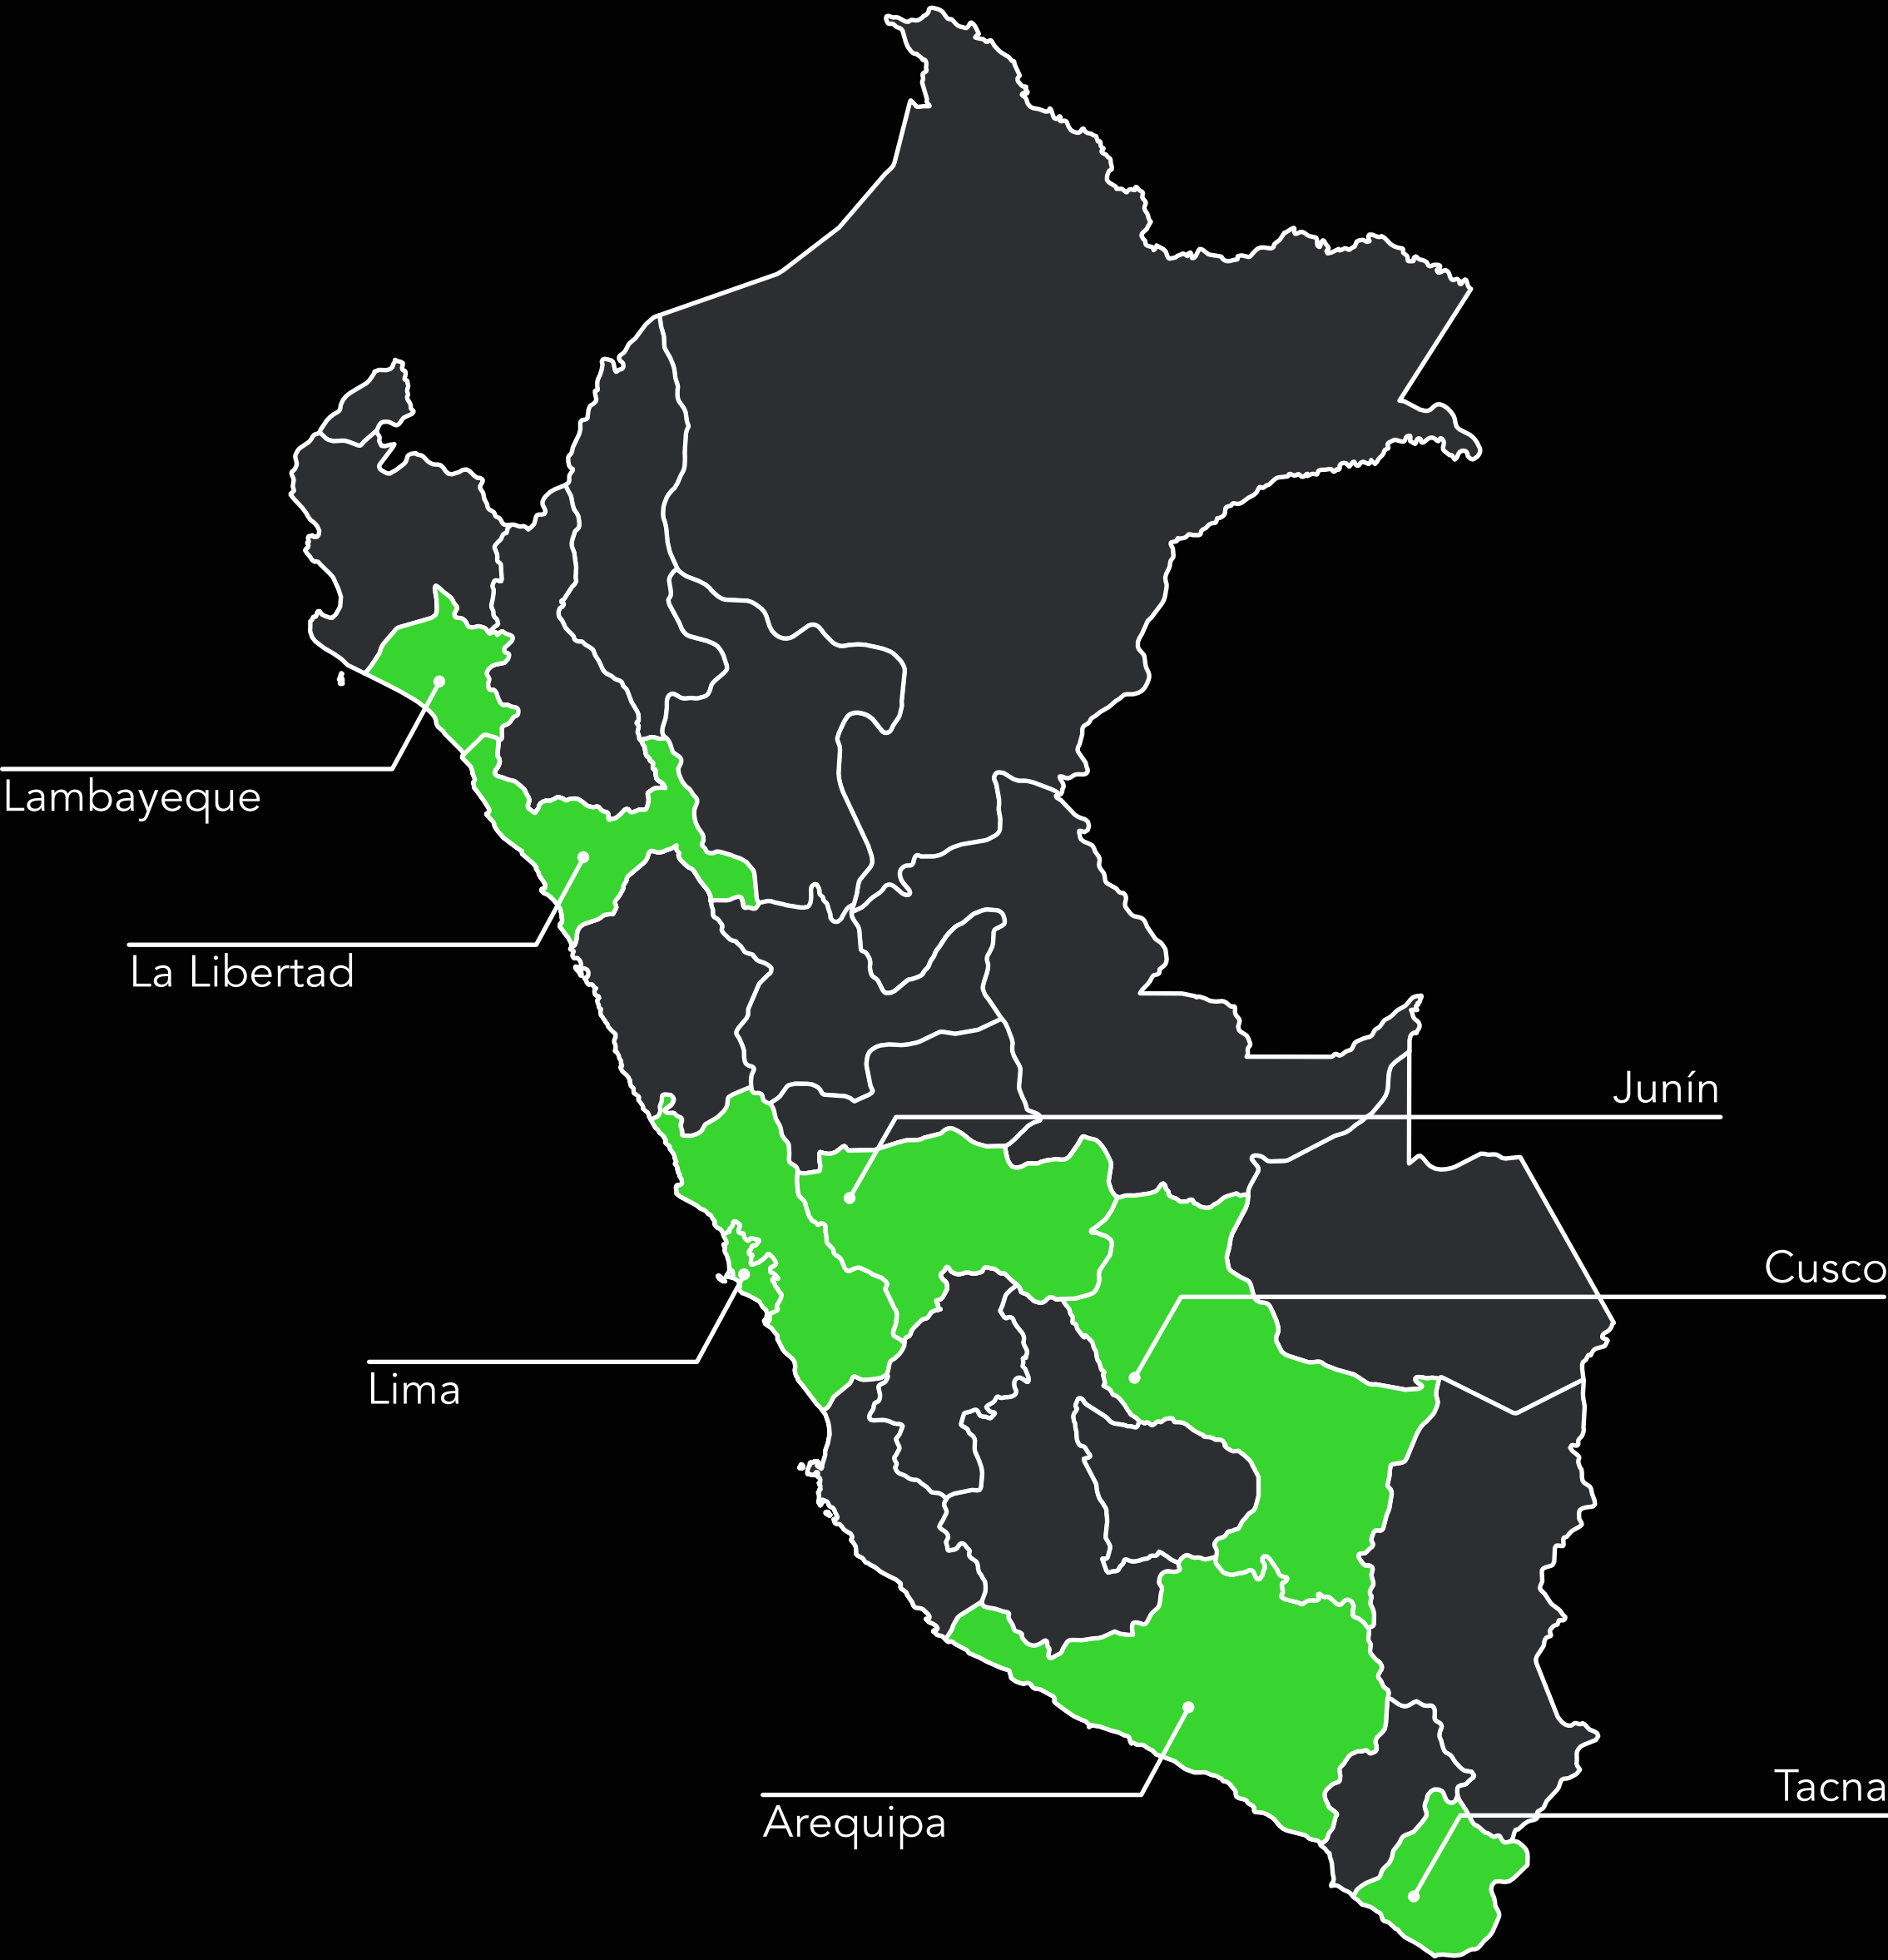 Lambayeque
La Libertad
Junín
Cusco
Lima
Tacna
Arequipa